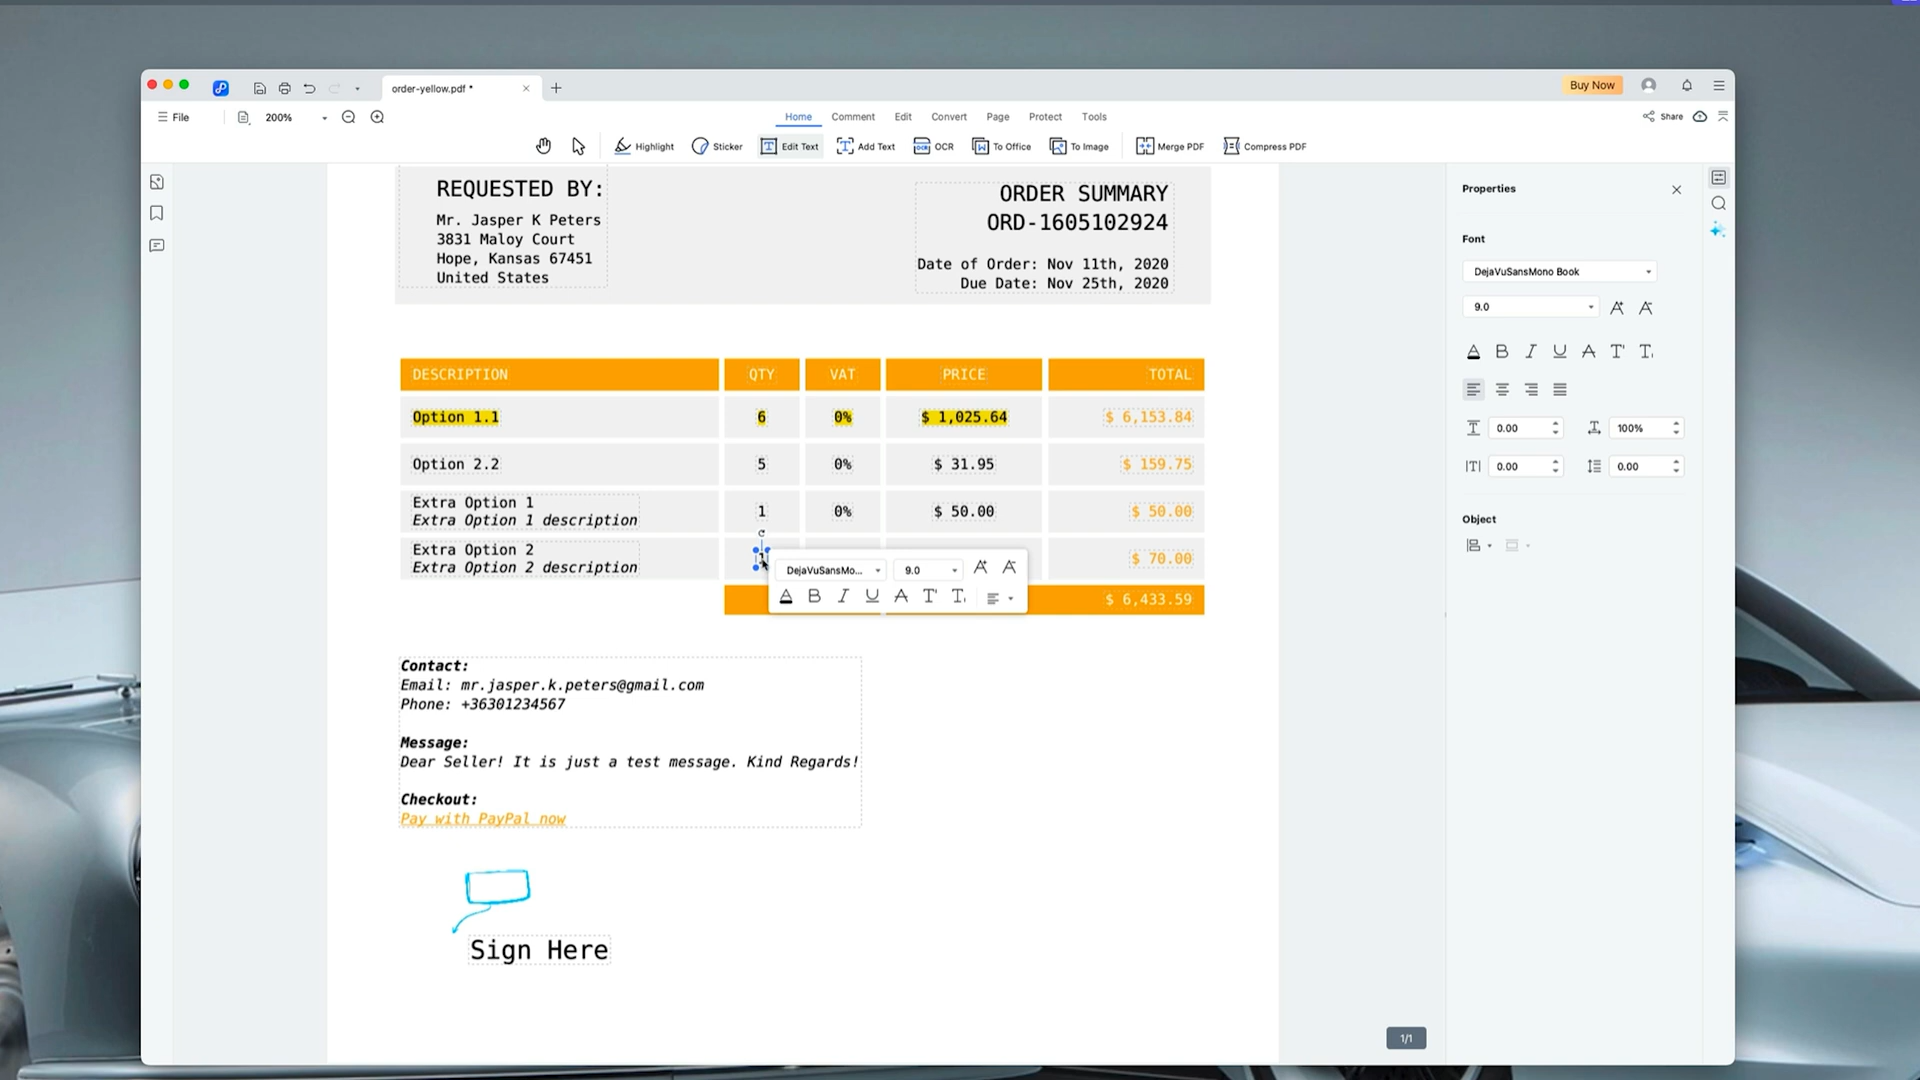 order-yellow.pdf *
Buy Now
File
200%
Home Comment Edit Convert Page Protect Tools
Share
Highlight Sticker Edit Text Add Text OCR To Office To Image Merge PDF Compress PDF
REQUESTED BY:
Mr. Jasper K Peters
3831 Maloy Court
Hope, Kansas 67451
United States
ORDER SUMMARY
ORD-1605102924
Date of Order: Nov 11th, 2020
Due Date: Nov 25th, 2020
DESCRIPTION QTY VAT PRICE TOTAL
Option 1.1 6 0% $ 1,025.64 $ 6,153.84
Option 2.2 5 0% $ 31.95 $ 159.75
Extra Option 1
Extra Option 1 description
1 0% $ 50.00 $ 50.00
Extra Option 2
Extra Option 2 description
$ 70.00
DejaVuSansMo... 9.0
$ 6,433.59
Contact:
Email: mr.jasper.k.peters@gmail.com
Phone: +36301234567
Message:
Dear Seller! It is just a test message. Kind Regards!
Checkout:
Pay with PayPal now
Sign Here
1/1
Properties
Font
DejaVuSansMono Book
9.0
0.00 100%
0.00 0.00
Object